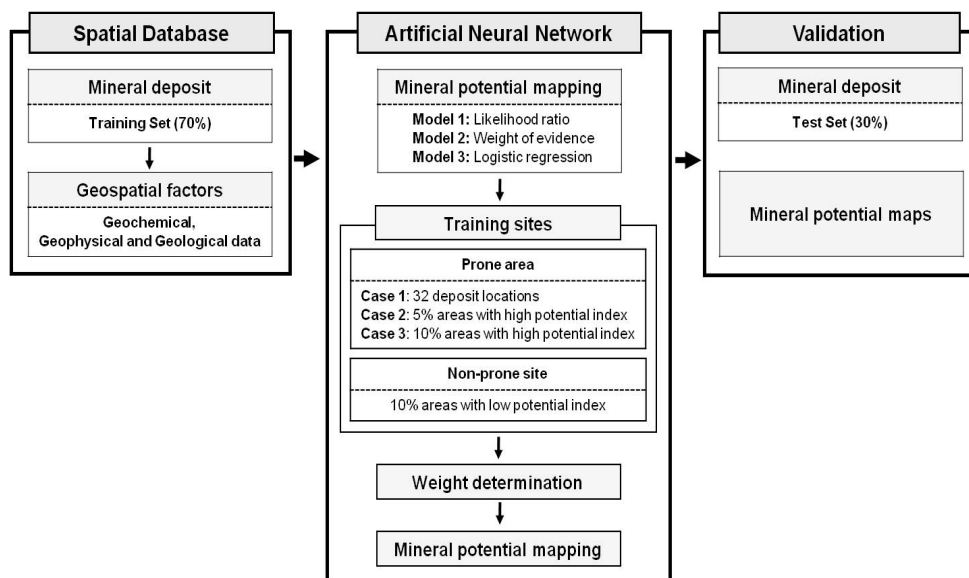 Spatial Database
Mineral deposit
Training Set (70%)
Geospatial factors
Geochemical,
Geophysical and Geological data
Artificial Neural Network
Mineral potential mapping
Model 1: Likelihood ratio
Model 2: Weight of evidence
Model 3: Logistic regression
Training sites
Prone area
Case 1: 32 deposit locations
Case 2: 5% areas with high potential index
Case 3: 10% areas with high potential index
Non-prone site
10% areas with low potential index
Weight determination
Mineral potential mapping
Validation
Mineral deposit
Test Set (30%)
Mineral potential maps